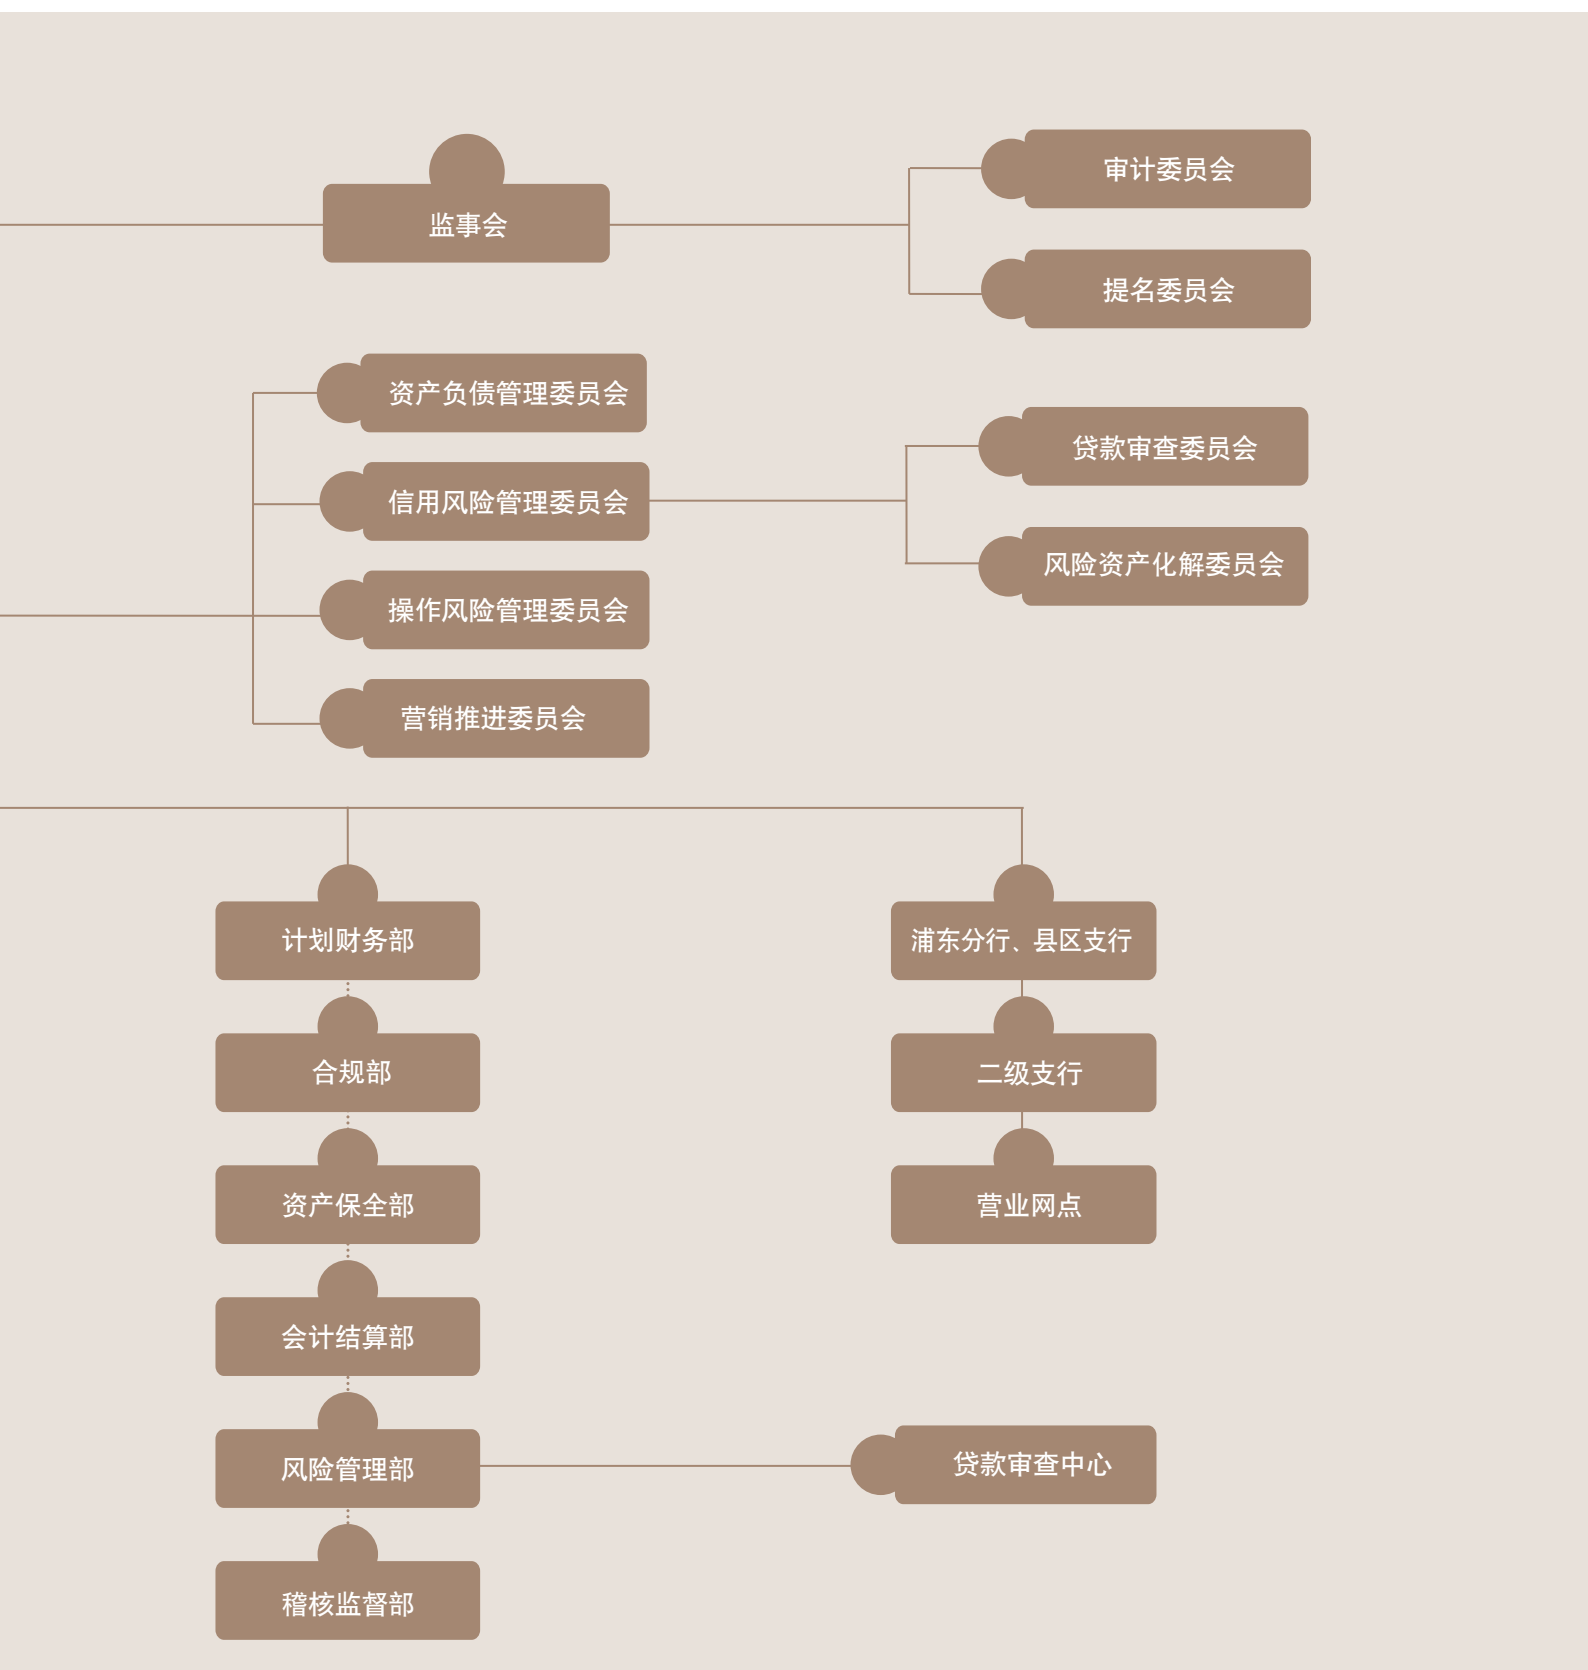 监事会
审计委员会
提名委员会
资产负债管理委员会
信用风险管理委员会
操作风险管理委员会
营销推进委员会
贷款审查委员会
风险资产化解委员会
计划财务部
合规部
资产保全部
会计结算部
风险管理部
稽核监督部
浦东分行、县区支行
二级支行
营业网点
贷款审查中心